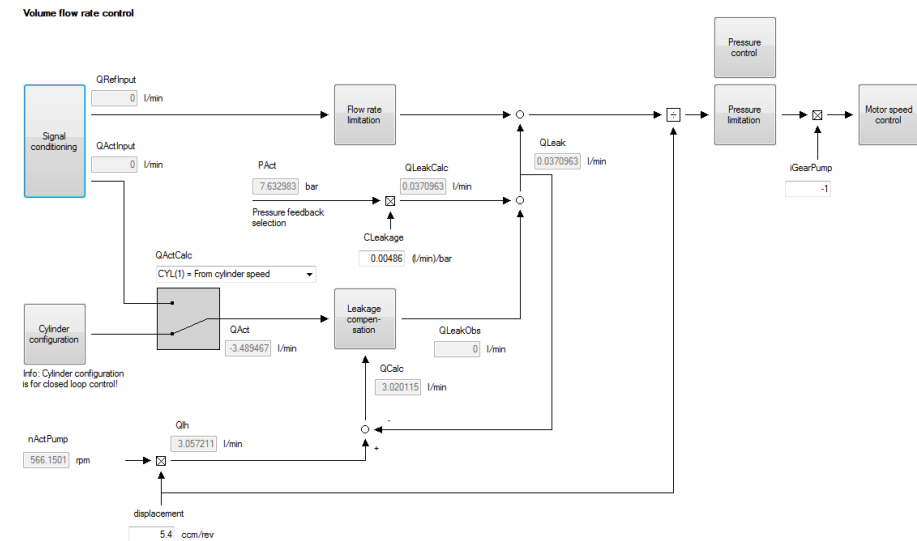 Volume flow rate control
Pressure
control
QRefInput
0 l/min
Signal
conditioning
Flow rate
limitation
Pressure
limitation
Motor speed
control
÷
QActInput
0 l/min
QLeak
0.0370963 l/min
iGearPump
-1
PAct
7.632983 bar
Pressure feedback
selection
QLeakCalc
0.0370963 l/min
CLeakage
0.00486 (l/min)/bar
QActCalc
CYL(1) = From cylinder speed
Cylinder
configuration
Info: Cylinder configuration
is for closed loop control!
QAct
-3.489467 l/min
Leakage
compen-
sation
QLeakObs
0 l/min
QCalc
3.020115 l/min
-
+
Qlh
3.057211 l/min
nActPump
566.1501 rpm
displacement
5.4 ccm/rev